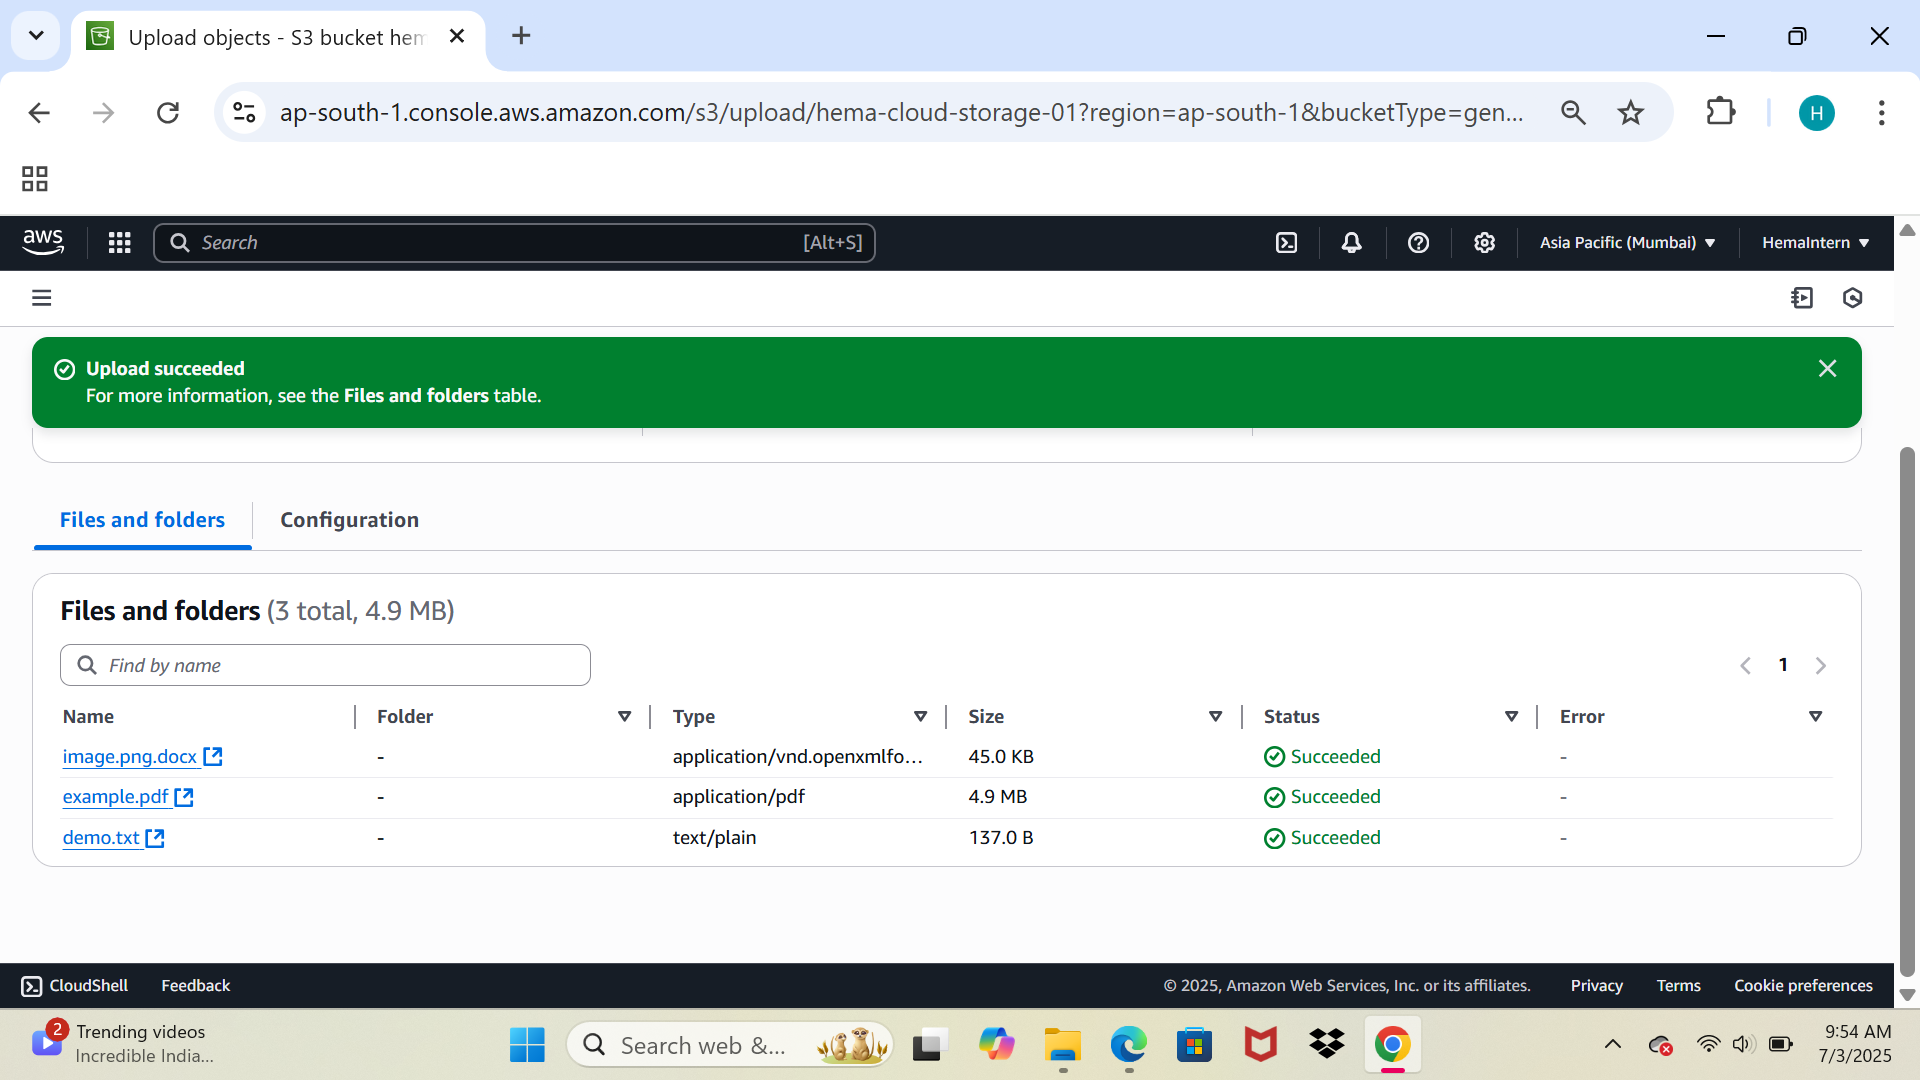 Upload objects - S3 bucket hem
ap-south-1.console.aws.amazon.com/s3/upload/hema-cloud-storage-01?region=ap-south-1&bucketType=gen...
H
aws
Search
[Alt+S]
Asia Pacific (Mumbai)
HemaIntern
Upload succeeded
For more information, see the Files and folders table.
Files and folders
Configuration
Files and folders (3 total, 4.9 MB)
Find by name
1
Name Folder Type Size Status Error
image.png.docx - application/vnd.openxmlfo... 45.0 KB Succeeded -
example.pdf - application/pdf 4.9 MB Succeeded -
demo.txt - text/plain 137.0 B Succeeded -
CloudShell Feedback © 2025, Amazon Web Services, Inc. or its affiliates. Privacy Terms Cookie preferences
2
Trending videos
Incredible India...
Search web &...
9:54 AM
7/3/2025